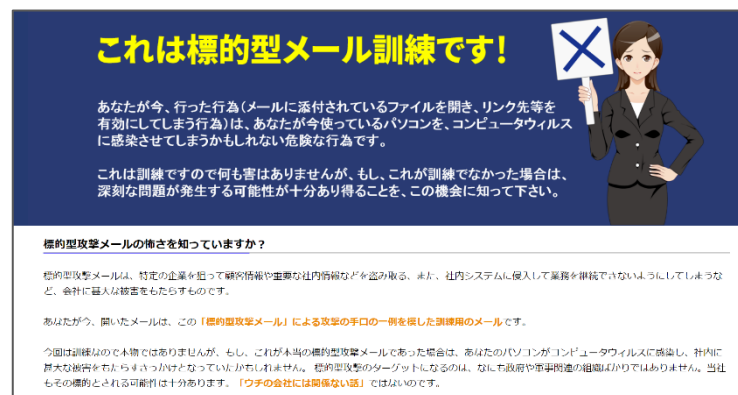 これは標的型メール訓練です!
あなたが今、行った行為(メールに添付されているファイルを開き、リンク先等を
有効にしてしまう行為)は、あなたが今使っているパソコンを、コンピュータウィルス
に感染させてしまうかもしれない危険な行為です。
これは訓練ですので何も害はありませんが、もし、これが訓練でなかった場合は、
深刻な問題が発生する可能性が十分あり得ることを、この機会に知って下さい。
標的型攻撃メールの怖さを知っていますか?
標的型攻撃メールは、特定の企業を狙って顧客情報や重要な社内情報などを盗み取る、また、社内システムに侵入して業務を継続できないようにしてしまうな
ど、会社に甚大な被害をもたらすものです。
あなたが今、開いたメールは、この「標的型攻撃メール」による攻撃の手口の一例を模した訓練用のメールです。
今回は訓練なので本物ではありませんが、もし、これが本当の標的型攻撃メールであった場合は、あなたのパソコンがコンピュータウィルスに感染し、社内に
甚大な被害をもたらすきっかけとなっていたかもしれません。 標的型攻撃のターゲットになるのは、なにも政府や軍事関連の組織ばかりではありません。当社
もその標的とされる可能性は十分あります。「ウチの会社には関係ない話」ではないのです。